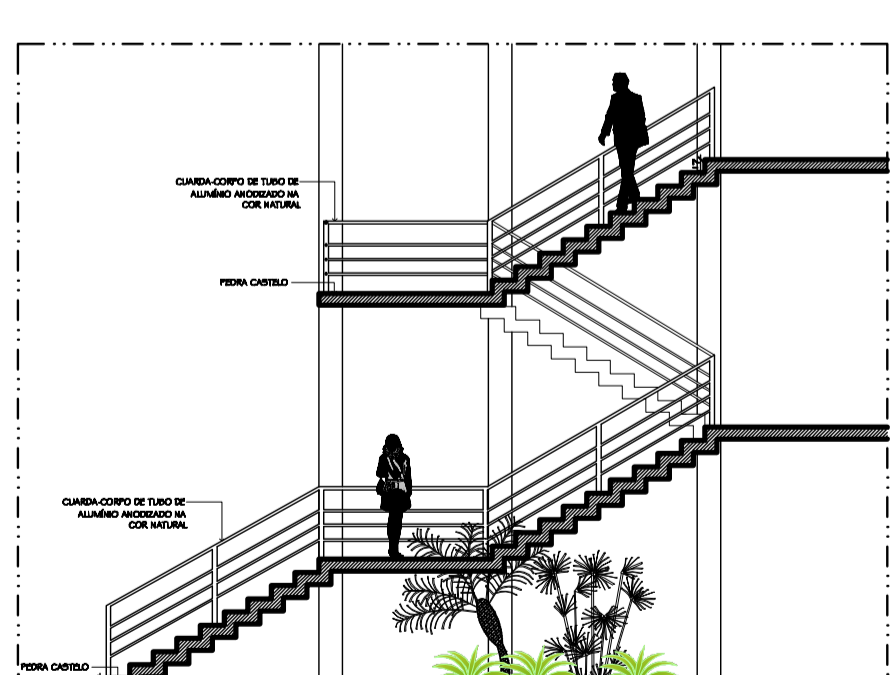 17
GUARDA-CORPO DE TUBO DE
ALUMÍNIO ANODIZADO NA
COR NATURAL
PEDRA CASTELO
GUARDA-CORPO DE TUBO DE
ALUMÍNIO ANODIZADO NA
COR NATURAL
PEDRA CASTELO